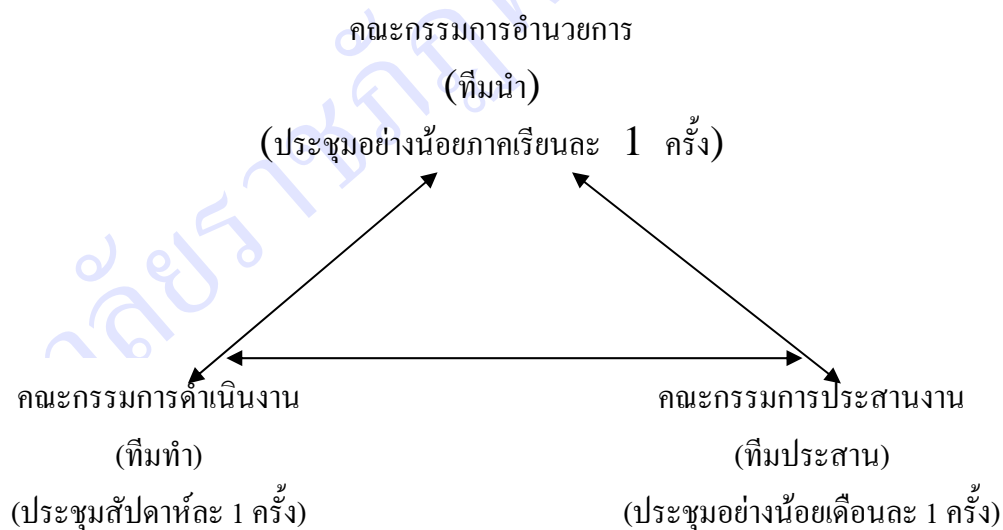 คณะกรรมการอำนวยการ
(ทีมนำ)
(ประชุมอย่างน้อยภาคเรียนละ 1 ครั้ง)
คณะกรรมการดำเนินงาน
(ทีมทำ)
(ประชุมสัปดาห์ละ 1 ครั้ง)
คณะกรรมการประสานงาน
(ทีมประสาน)
(ประชุมอย่างน้อยเดือนละ 1 ครั้ง)